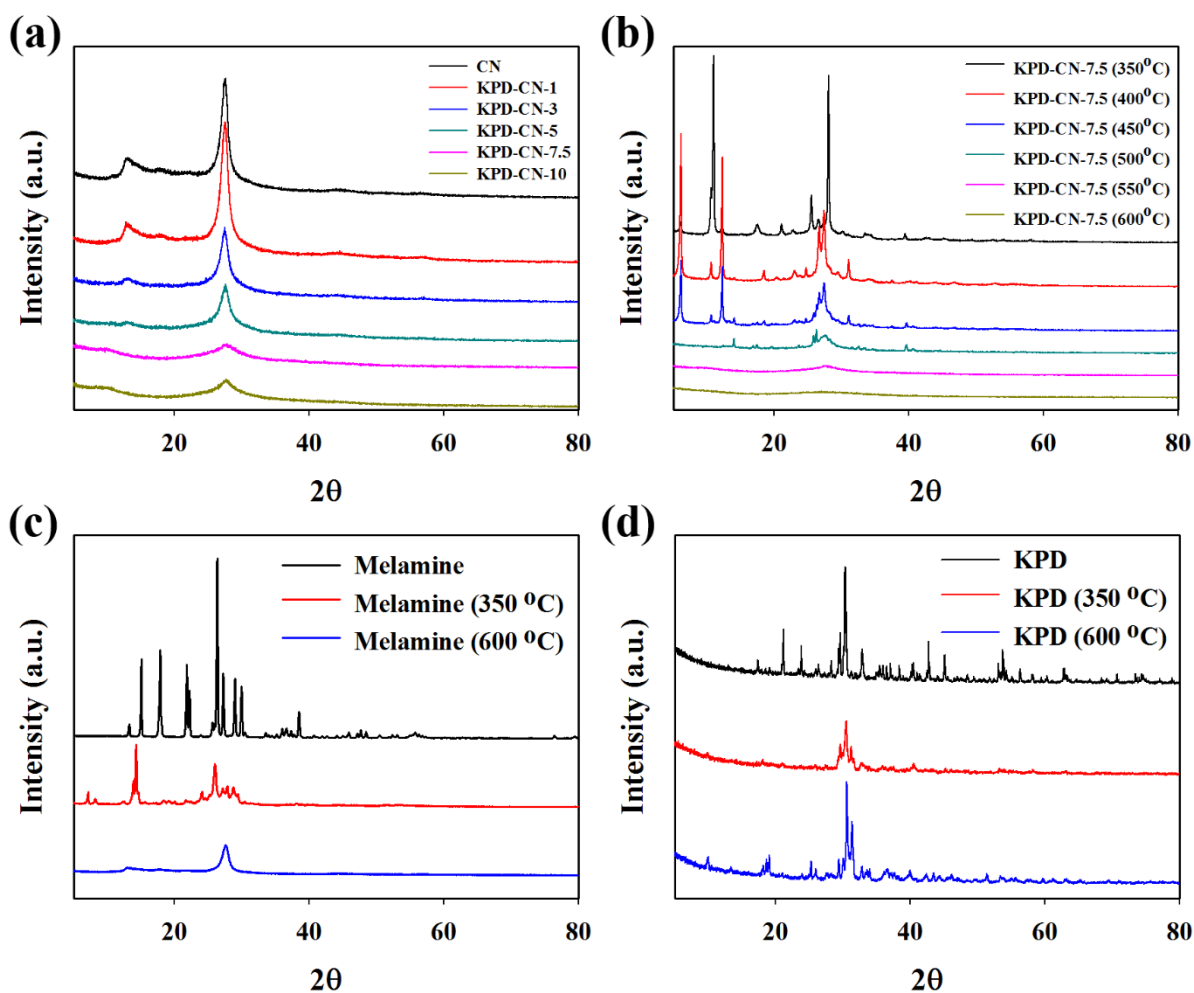 (a)
CN
KPD-CN-1
KPD-CN-3
KPD-CN-5
KPD-CN-7.5
KPD-CN-10
Intensity (a.u.)
20
40
60
80
2θ
(b)
KPD-CN-7.5 (350⁰C)
KPD-CN-7.5 (400⁰C)
KPD-CN-7.5 (450⁰C)
KPD-CN-7.5 (500⁰C)
KPD-CN-7.5 (550⁰C)
KPD-CN-7.5 (600⁰C)
Intensity (a.u.)
20
40
60
80
2θ
(c)
Melamine
Melamine (350 ⁰C)
Melamine (600 ⁰C)
Intensity (a.u.)
20
40
60
80
2θ
(d)
KPD
KPD (350 ⁰C)
KPD (600 ⁰C)
Intensity (a.u.)
20
40
60
80
2θ